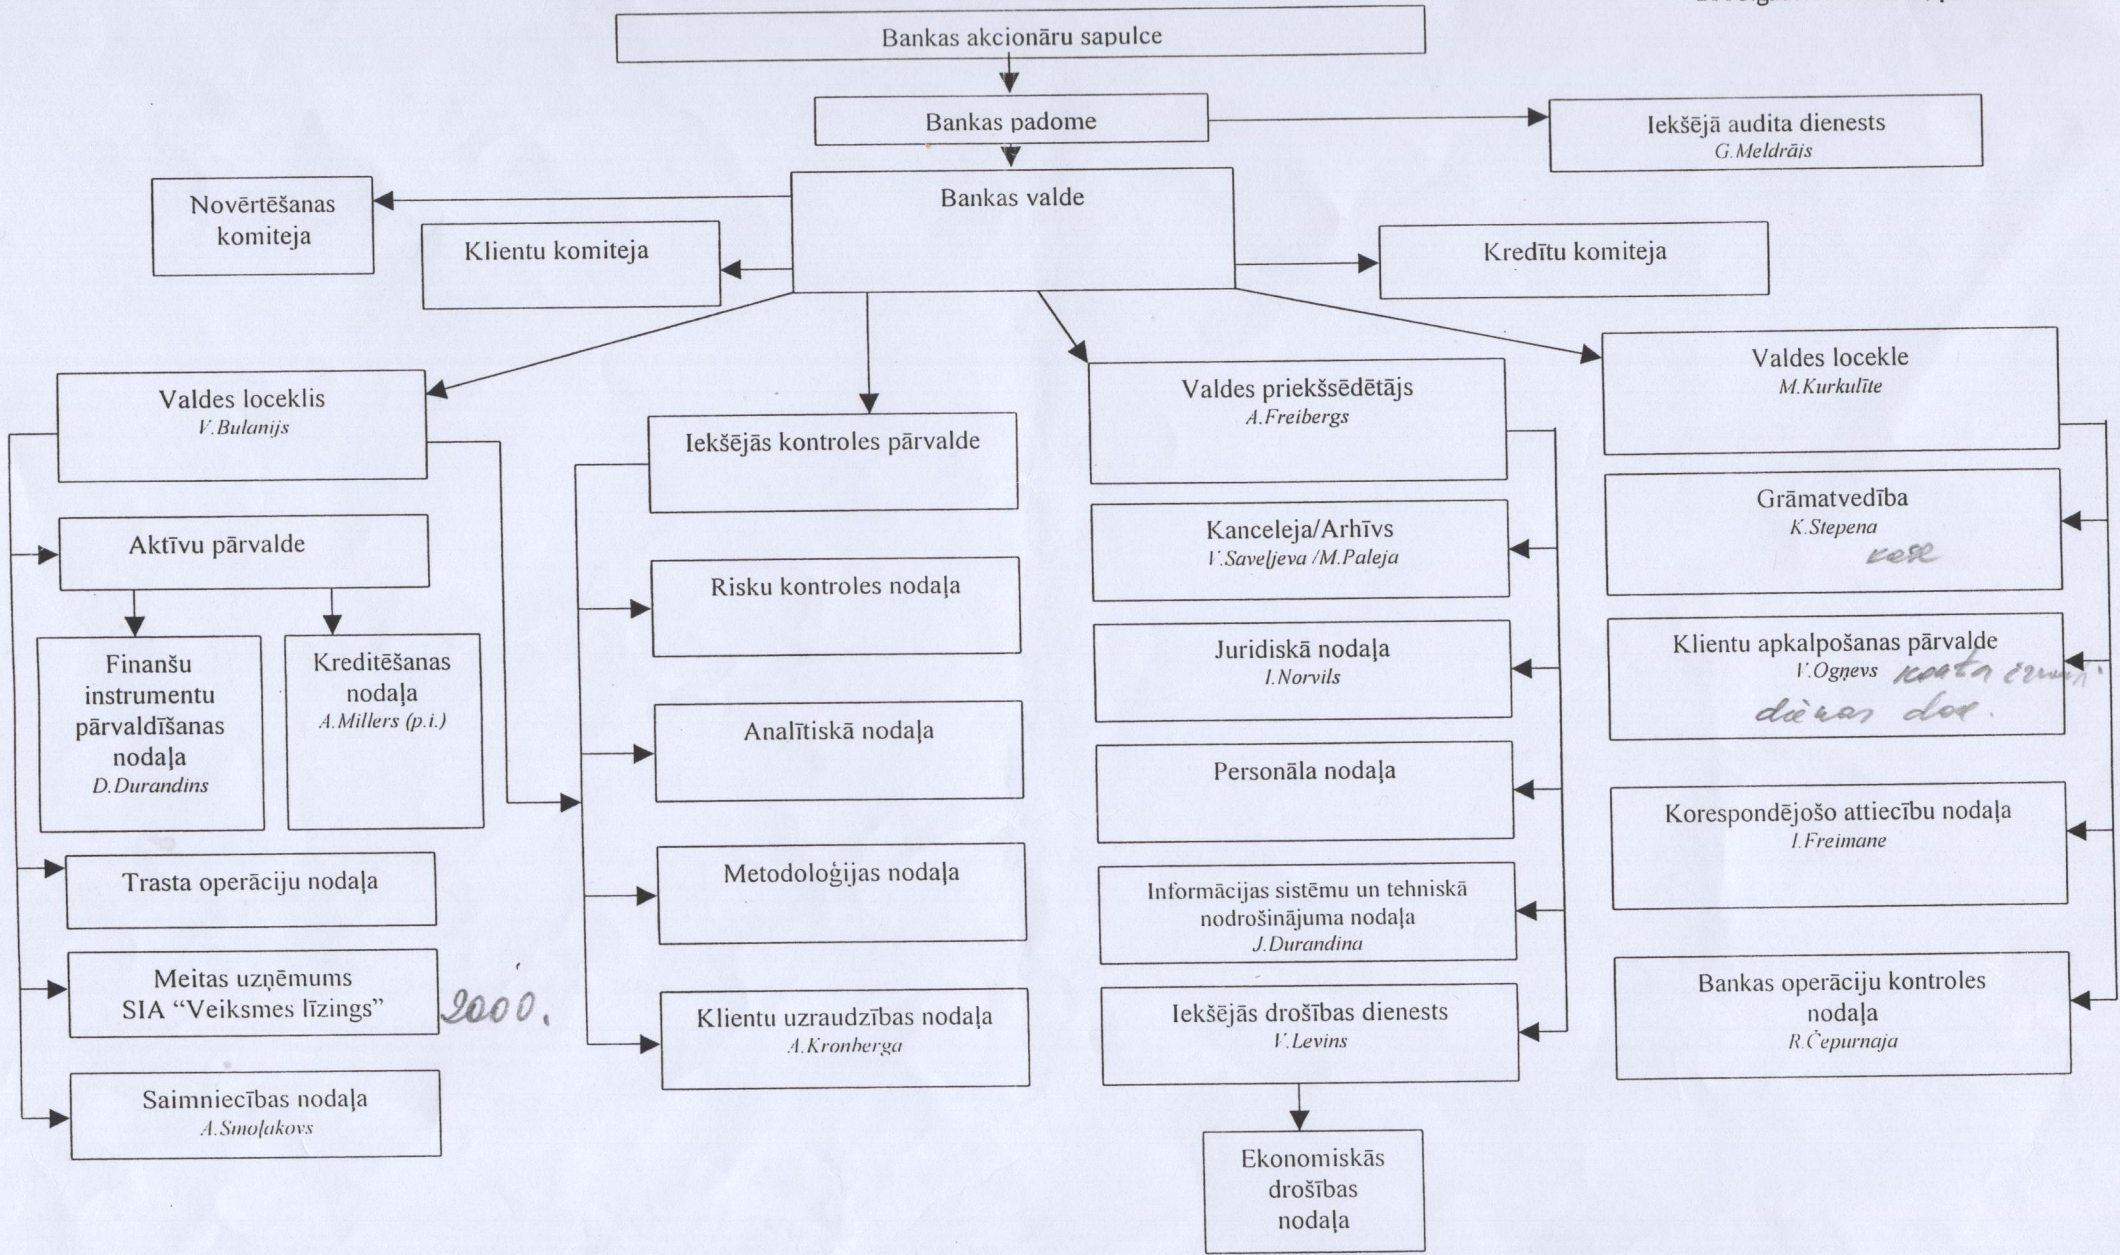 Bankas akcionāru sapulce
Bankas padome
Iekšējā audita dienests
G.Meldrājs
Bankas valde
Novērtēšanas
komiteja
Klientu komiteja
Kredītu komiteja
Valdes loceklis
V.Bulanijs
Iekšējās kontroles pārvalde
Valdes priekšsēdētājs
A.Freibergs
Valdes locekle
M.Kurkulīte
Aktīvu pārvalde
Finanšu
instrumentu
pārvaldīšanas
nodaļa
D.Durandins
Kreditēšanas
nodaļa
A.Millers (p.i.)
Trasta operāciju nodaļa
Meitas uzņēmums
SIA “Veiksmes līzings”
2000.
Saimniecības nodaļa
A.Smoļakovs
Risku kontroles nodaļa
Analītiskā nodaļa
Metodoloģijas nodaļa
Klientu uzraudzības nodaļa
A.Kronberga
Kanceleja/Arhīvs
V.Saveļjeva /M.Paleja
Juridiskā nodaļa
I.Norvils
Personāla nodaļa
Informācijas sistēmu un tehniskā
nodrošinājuma nodaļa
J.Durandina
Iekšējās drošības dienests
V.Levins
Ekonomiskās
drošības
nodaļa
Grāmatvedība
K.Stepena
Klientu apkalpošanas pārvalde
V.Ogņevs
dienas
Korespondējošo attiecību nodaļa
I.Freimane
Bankas operāciju kontroles
nodaļa
R.Čepurnaja